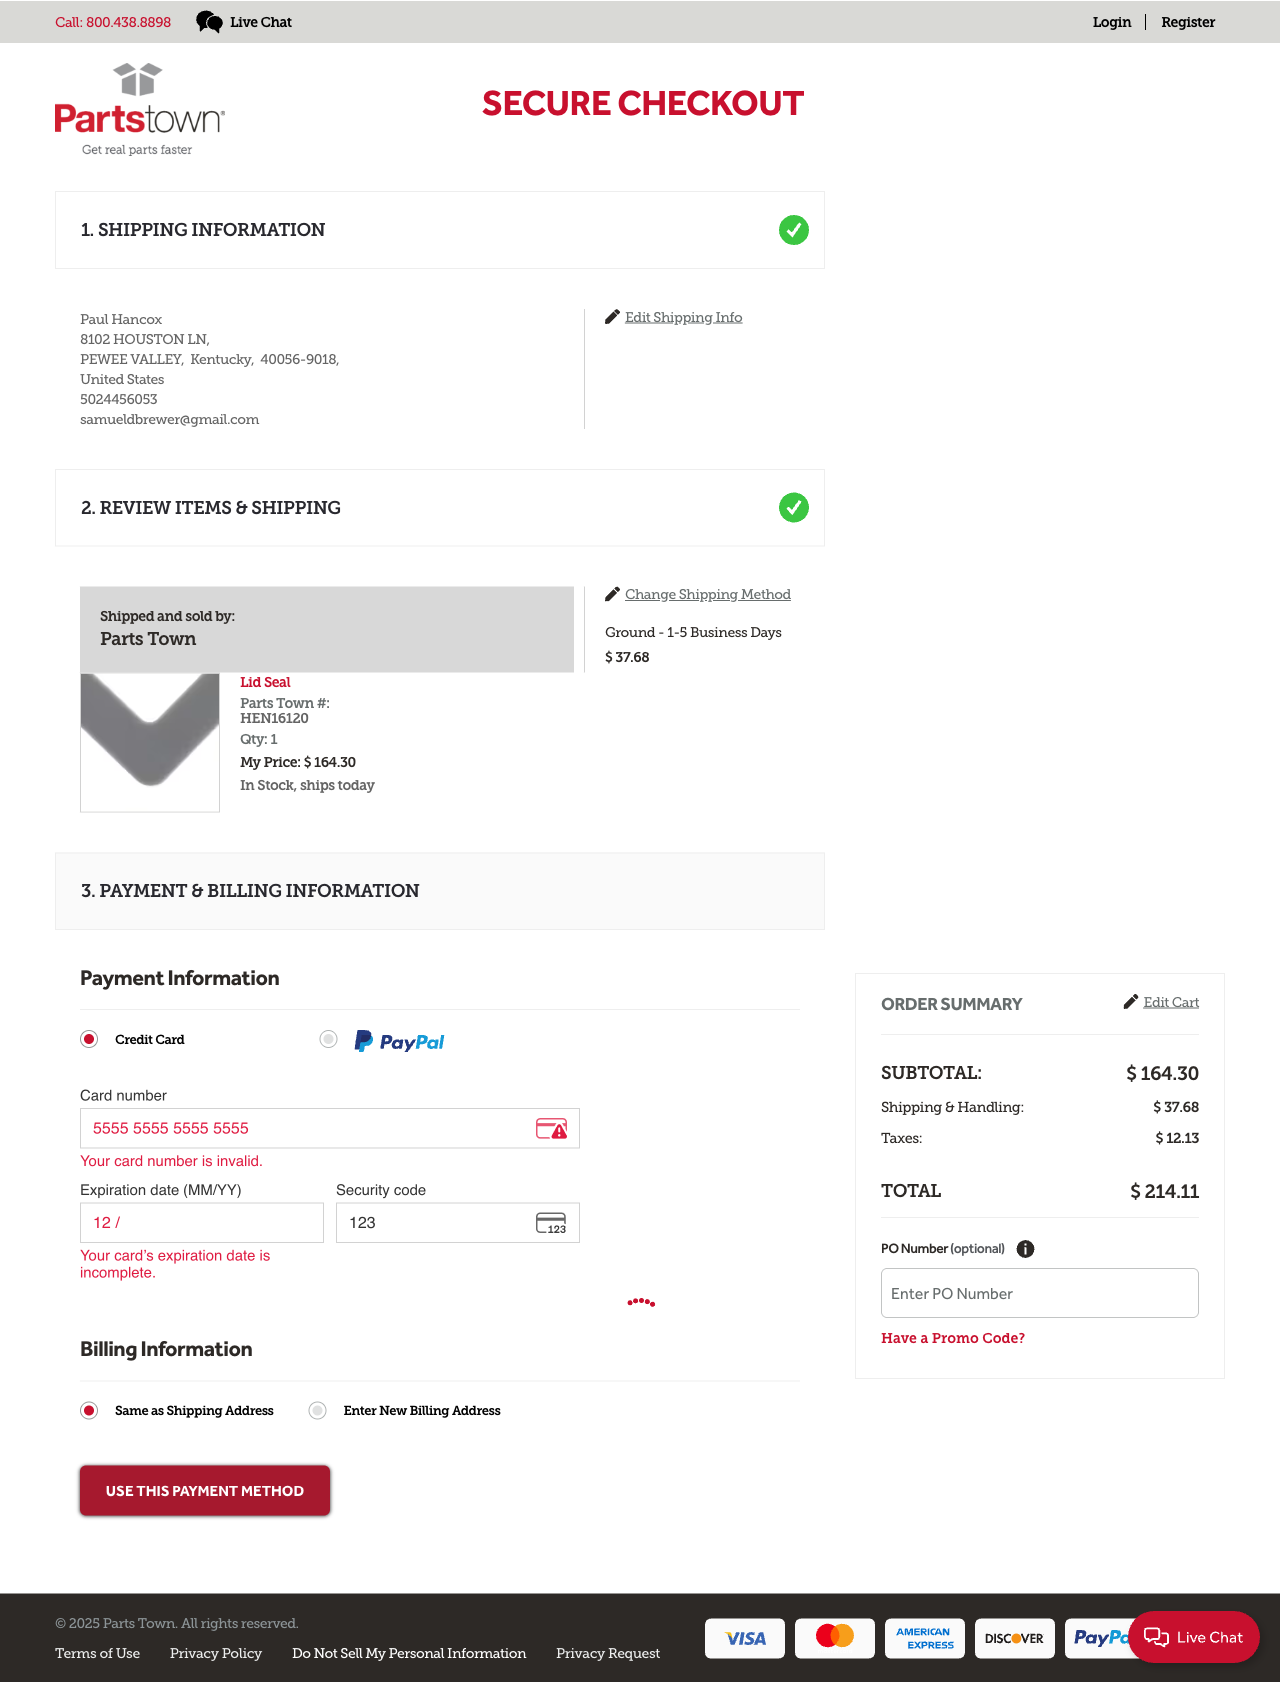 Call: 800.438.8898
Live Chat
Login
Register
Partstown®
Get real parts faster
SECURE CHECKOUT
1. SHIPPING INFORMATION
Paul Hancox
8102 HOUSTON LN,
PEWEE VALLEY, Kentucky, 40056-9018,
United States
5024456053
samueldbrewer@gmail.com
Edit Shipping Info
2. REVIEW ITEMS & SHIPPING
Shipped and sold by:
Parts Town
Change Shipping Method
Ground - 1-5 Business Days
$ 37.68
Lid Seal
Parts Town #:
HEN16120
Qty: 1
My Price: $ 164.30
In Stock, ships today
3. PAYMENT & BILLING INFORMATION
Payment Information
Credit Card
PayPal
Card number
5555 5555 5555 5555
Your card number is invalid.
Expiration date (MM/YY)
Security code
12 /
123
123
Your card's expiration date is
incomplete.
Billing Information
Same as Shipping Address
Enter New Billing Address
USE THIS PAYMENT METHOD
ORDER SUMMARY
Edit Cart
SUBTOTAL:
$ 164.30
Shipping & Handling:
$ 37.68
Taxes:
$ 12.13
TOTAL
$ 214.11
PO Number (optional)
Enter PO Number
Have a Promo Code?
© 2025 Parts Town. All rights reserved.
Terms of Use
Privacy Policy
Do Not Sell My Personal Information
Privacy Request
VISA
AMERICAN
EXPRESS
DISCOVER
Live Chat